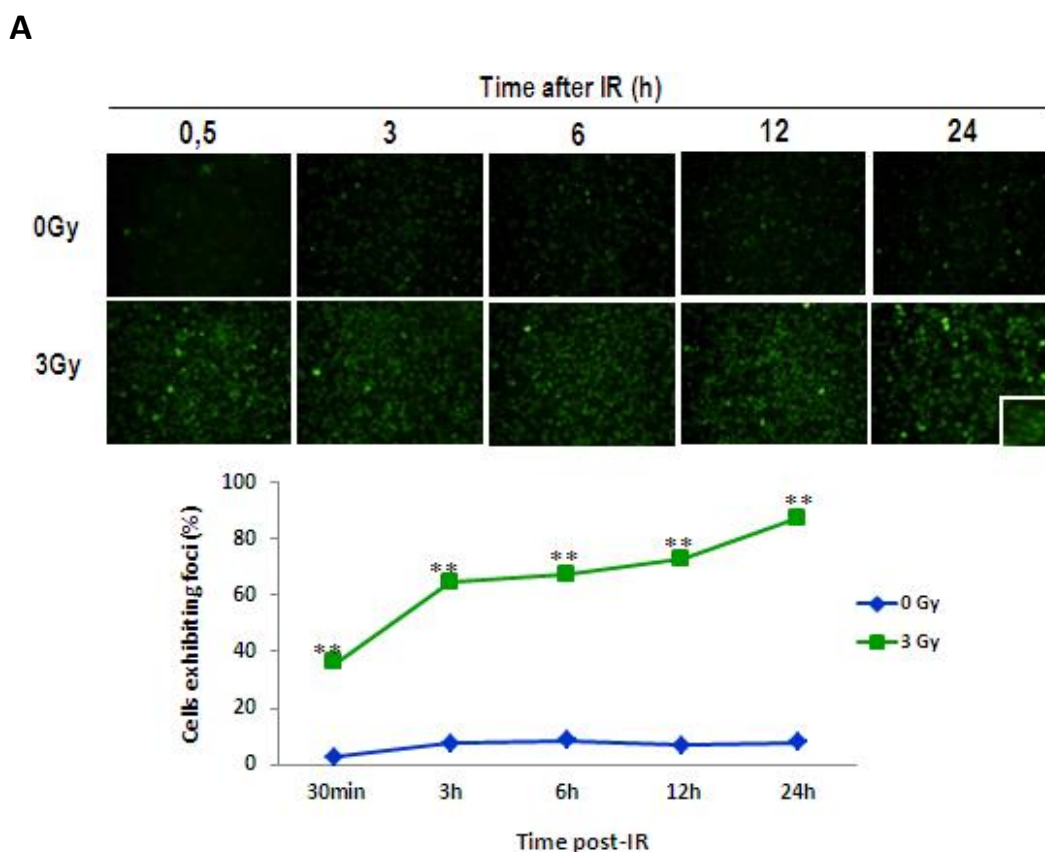 A
Time after IR (h)
0,5 3 6 12 24
0Gy
3Gy
100
80
60
40
20
0
Cells exhibiting foci (%)
** ** ** ** **
0 Gy
3 Gy
30min 3h 6h 12h 24h
Time post-IR